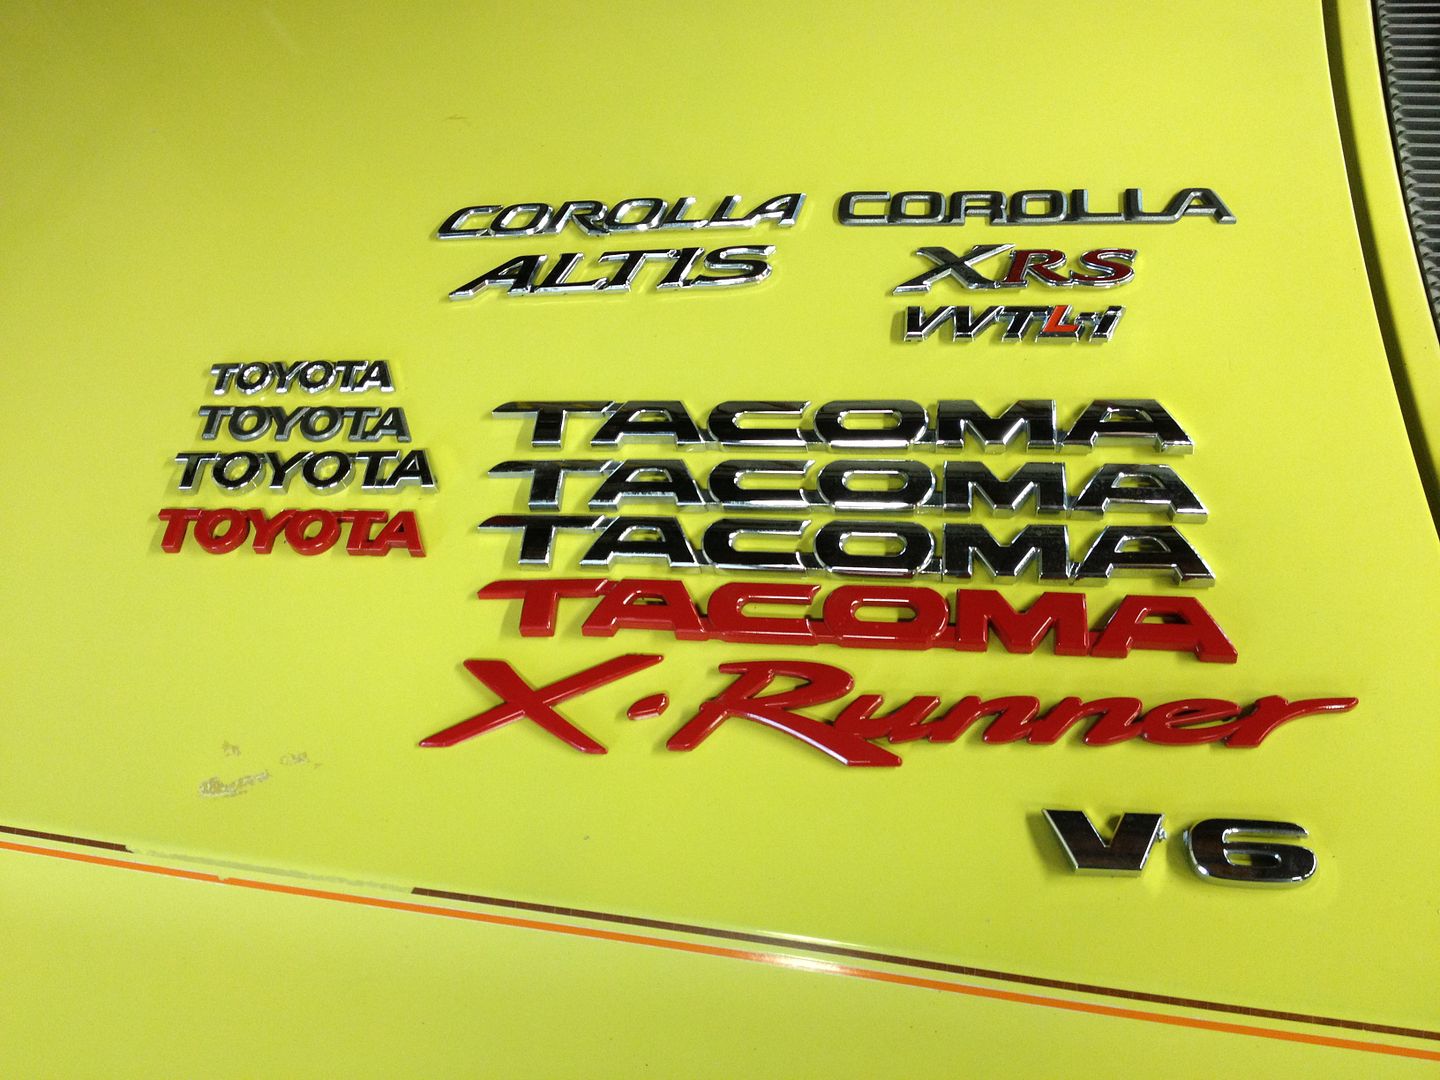 COROLLA
ALTIS
COROLLA
XRS
VVTL-i
TOYOTA
TOYOTA
TOYOTA
TOYOTA
TACOMA
TACOMA
TACOMA
TACOMA
X-Runner
V6